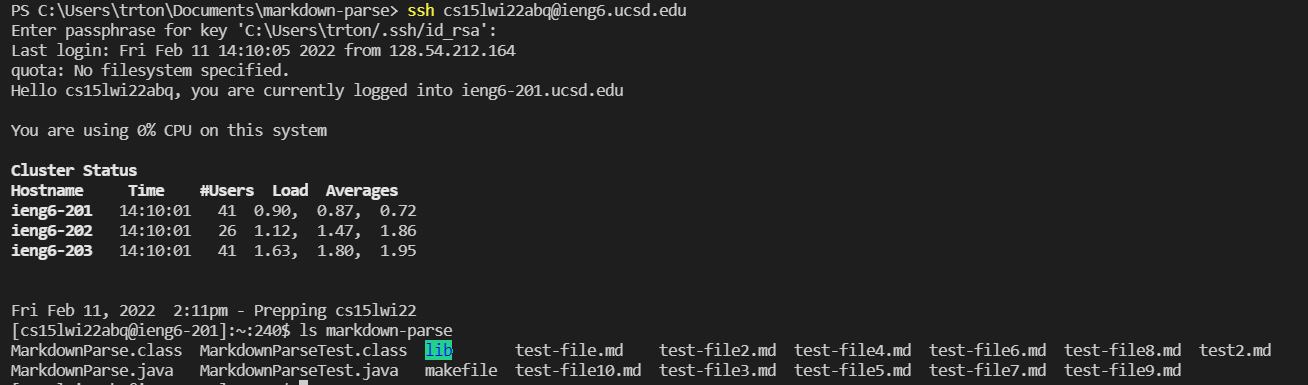 PS C:\Users\trton\Documents\markdown-parse> ssh cs15lwi22abq@ieng6.ucsd.edu
Enter passphrase for key 'C:\Users\trton/.ssh/id_rsa':
Last login: Fri Feb 11 14:10:05 2022 from 128.54.212.164
quota: No filesystem specified.
Hello cs15lwi22abq, you are currently logged into ieng6-201.ucsd.edu
You are using 0% CPU on this system
Cluster Status
Hostname     Time    #Users  Load  Averages
ieng6-201   14:10:01   41  0.90,  0.87,  0.72
ieng6-202   14:10:01   26  1.12,  1.47,  1.86
ieng6-203   14:10:01   41  1.63,  1.80,  1.95
Fri Feb 11, 2022  2:11pm - Prepping cs15lwi22
[cs15lwi22abq@ieng6-201]:~:240$ ls markdown-parse
MarkdownParse.class  MarkdownParseTest.class  lib       test-file.md    test-file2.md  test-file4.md  test-file6.md  test-file8.md  test2.md
MarkdownParse.java   MarkdownParseTest.java   makefile  test-file10.md  test-file3.md  test-file5.md  test-file7.md  test-file9.md